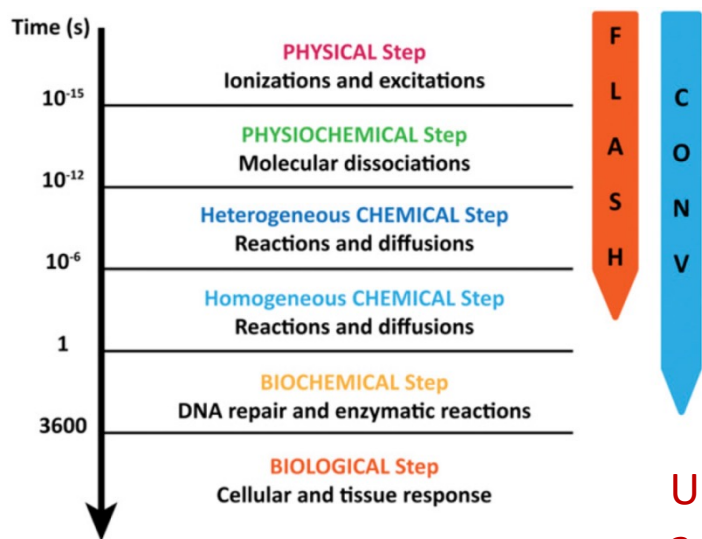 Time (s)
PHYSICAL Step
Ionizations and excitations
10⁻¹⁵
PHYSIOCHEMICAL Step
Molecular dissociations
10⁻¹²
Heterogeneous CHEMICAL Step
Reactions and diffusions
10⁻⁶
Homogeneous CHEMICAL Step
Reactions and diffusions
1
BIOCHEMICAL Step
DNA repair and enzymatic reactions
3600
BIOLOGICAL Step
Cellular and tissue response
FLASH
CONV
U